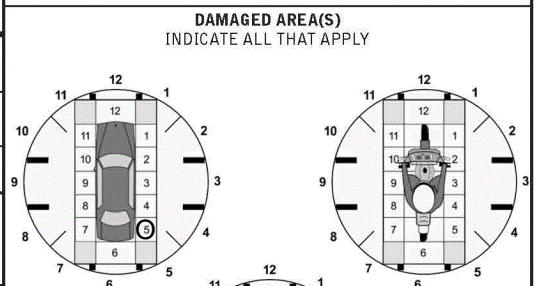 DAMAGED AREA(S)
INDICATE ALL THAT APPLY
12 12
11 1 11 1
12 12
10 11 1 2 10 11 1 2
10 2 10 2
9 9 3 3 9 9 3 3
8 4 8 4
8 7 5 4 8 7 5 4
6 6
7 5 7 5
6 12 6
11 1